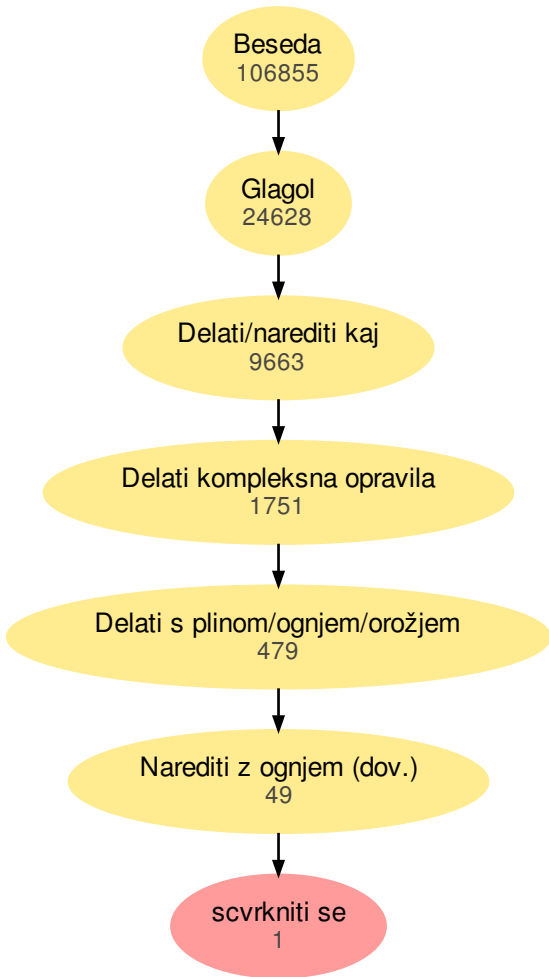 Beseda
106855
Glagol
24628
Delati/narediti kaj
9663
Delati kompleksna opravila
1751
Delati s plinom/ognjem/orožjem
479
Narediti z ognjem (dov.)
49
scvrkniti se
1